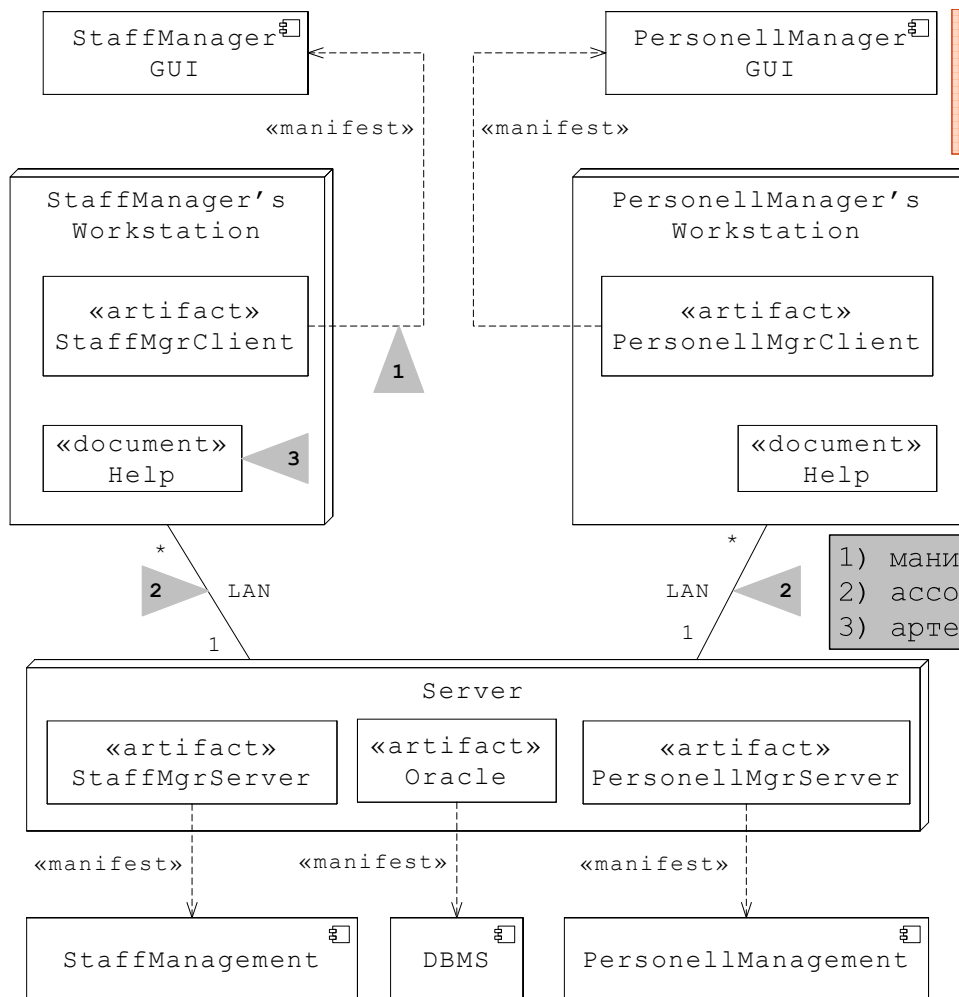 StaffManager
GUI
PersonellManager
GUI
«manifest»
«manifest»
StaffManager’s
Workstation
PersonellManager’s
Workstation
«artifact»
StaffMgrClient
«artifact»
PersonellMgrClient
1
«document»
Help
3
«document»
Help
*
*
2
LAN
LAN
2
1
1
1) мани
2) ассо
3) арте
Server
«artifact»
StaffMgrServer
«artifact»
Oracle
«artifact»
PersonellMgrServer
«manifest»
«manifest»
«manifest»
StaffManagement
DBMS
PersonellManagement